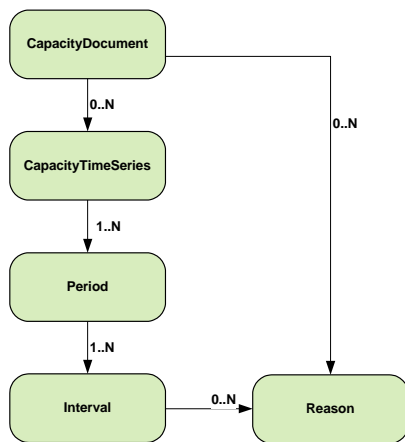 CapacityDocument
0..N
0..N
CapacityTimeSeries
1..N
Period
1..N
Interval
0..N
Reason